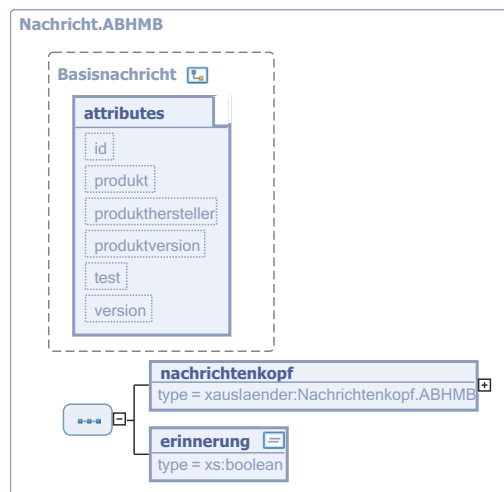 Nachricht.ABHMB
Basisnachricht
attributes
id
produkt
produkthersteller
produktversion
test
version
nachrichtenkopf
type = xauslaender:Nachrichtenkopf.ABHMB
erinnerung
type = xs:boolean